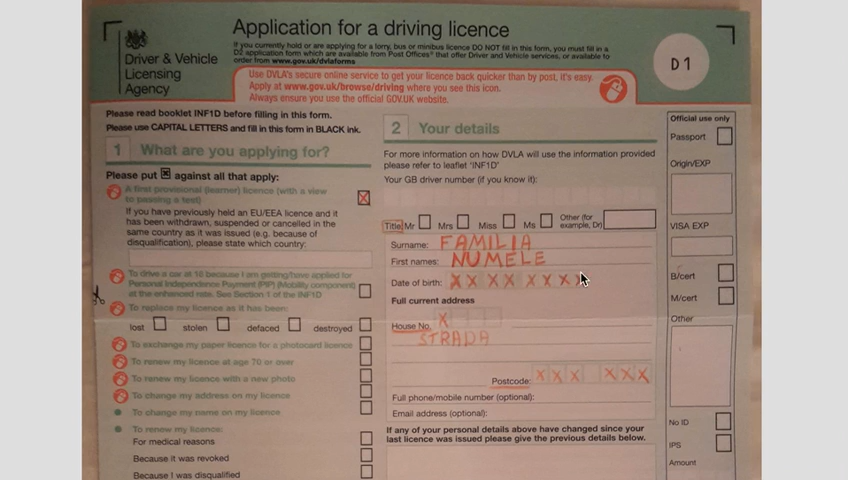 Application for a driving licence
Driver & Vehicle
Licensing
Agency
If you currently hold or are applying for a lorry, bus or minibus licence DO NOT fill in this form, you must fill in a
D2 application form which are available from Post Offices® that offer Driver and Vehicle services, or available to
order from www.gov.uk/dvlaforms
D1
Use DVLA's secure online service to get your licence back quicker than by post, it's easy.
Apply at www.gov.uk/browse/driving where you see this icon.
Always ensure you use the official GOV.UK website.
Please read booklet INF1D before filling in this form.
Please use CAPITAL LETTERS and fill in this form in BLACK ink.
1 What are you applying for?
Please put X against all that apply:
A first provisional (learner) licence (with a view
to passing a test)
X
If you have previously held an EU/EEA licence and it
has been withdrawn, suspended or cancelled in the
same country as it was issued (e.g. because of
disqualification), please state which country:
To drive a car at 16 because I am getting/have applied for
Personal Independence Payment (PIP) (Mobility component)
at the enhanced rate. See Section 1 of the INF1D
To replace my licence as it has been:
lost stolen defaced destroyed
To exchange my paper licence for a photocard licence
To renew my licence at age 70 or over
To renew my licence with a new photo
To change my address on my licence
To change my name on my licence
To renew my licence:
For medical reasons
Because it was revoked
Because I was disqualified
2 Your details
For more information on how DVLA will use the information provided
please refer to leaflet 'INF1D'
Your GB driver number (if you know it):
Title: Mr Mrs Miss Ms Other (for
example, Dr)
Surname: FAMILIA
First names: NUMELE
Date of birth: XX XX XXXX
Full current address
House No. X
STRADA
Postcode: XXX XXX
Full phone/mobile number (optional):
Email address (optional):
If any of your personal details above have changed since your
last licence was issued please give the previous details below.
Official use only
Passport
Origin/EXP
VISA EXP
B/cert
M/cert
Other
No ID
IPS
Amount